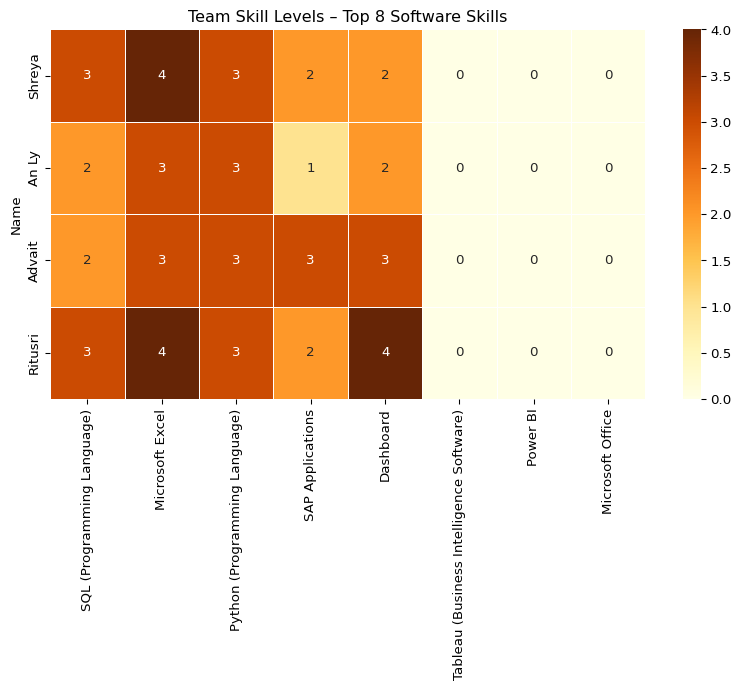 Team Skill Levels – Top 8 Software Skills
Name
Shreya 3 4 3 2 2 0 0 0
An Ly 2 3 3 1 2 0 0 0
Advait 2 3 3 3 3 0 0 0
Ritusri 3 4 3 2 4 0 0 0
SQL (Programming Language)
Microsoft Excel
Python (Programming Language)
SAP Applications
Dashboard
Tableau (Business Intelligence Software)
Power BI
Microsoft Office
4.0
3.5
3.0
2.5
2.0
1.5
1.0
0.5
0.0